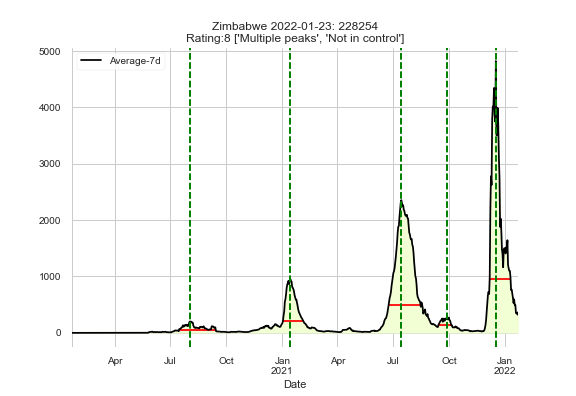 Zimbabwe 2022-01-23: 228254
Rating:8 ['Multiple peaks', 'Not in control']
Average-7d
5000
4000
3000
2000
1000
0
Apr Jul Oct Jan Apr Jul Oct Jan
2021 2022
Date